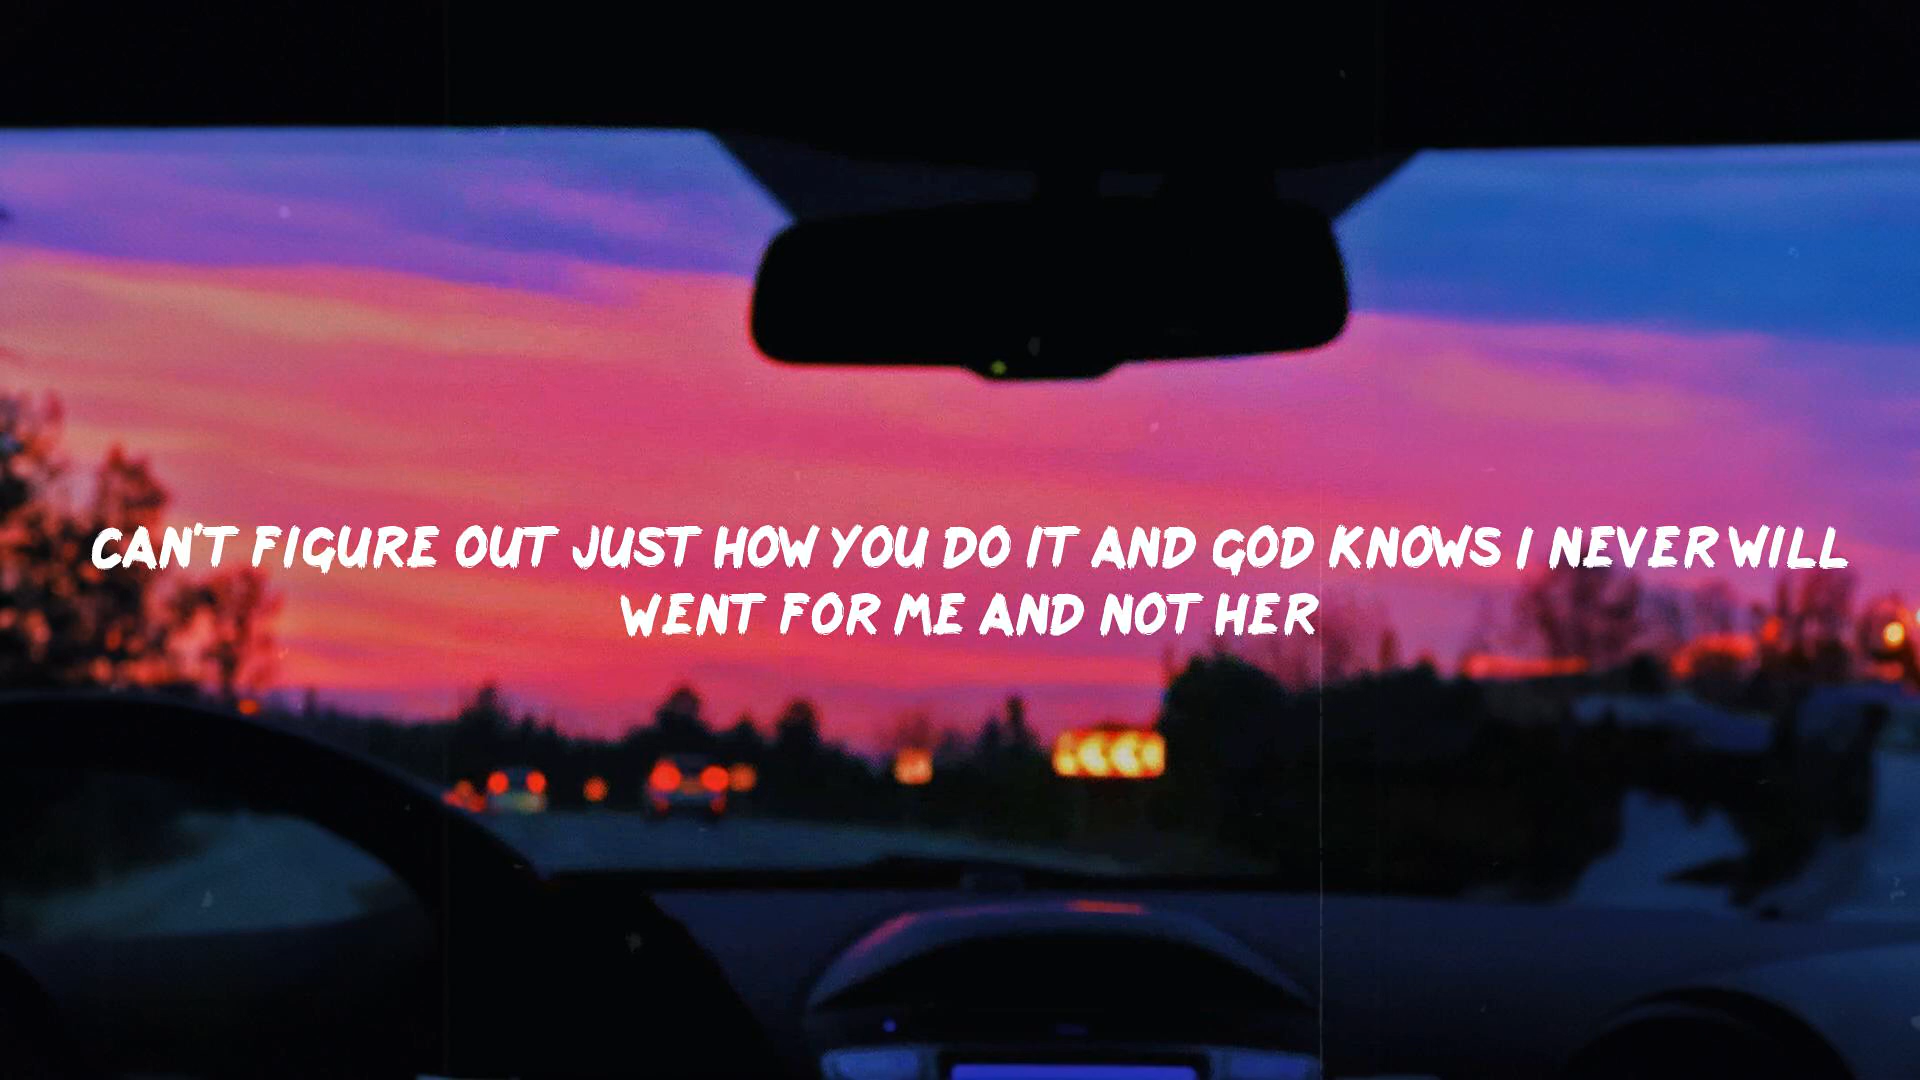 CAN'T FIGURE OUT JUST HOW YOU DO IT AND GOD KNOWS I NEVER WILL
WENT FOR ME AND NOT HER